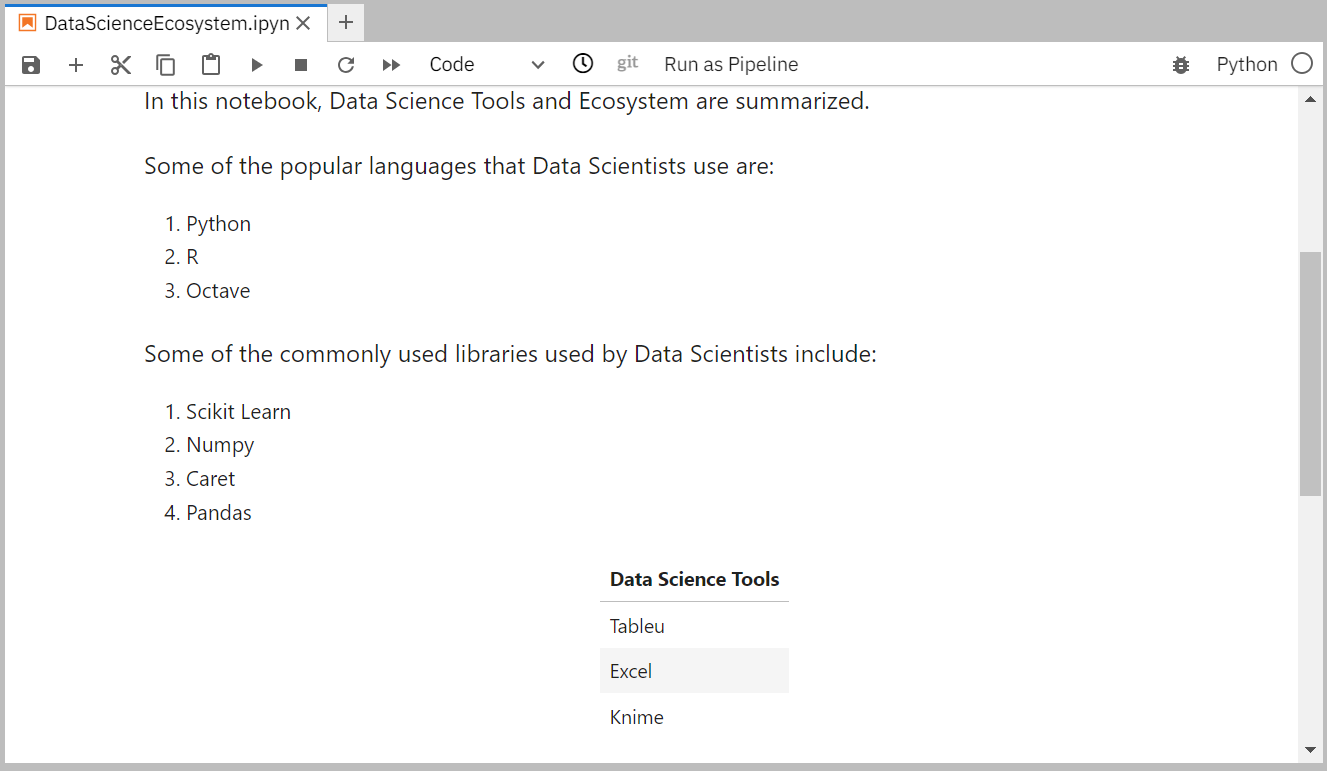 DataScienceEcosystem.ipyn
Code git Run as Pipeline Python
In this notebook, Data Science Tools and Ecosystem are summarized.
Some of the popular languages that Data Scientists use are:
1. Python
2. R
3. Octave
Some of the commonly used libraries used by Data Scientists include:
1. Scikit Learn
2. Numpy
3. Caret
4. Pandas
Data Science Tools
Tableu
Excel
Knime